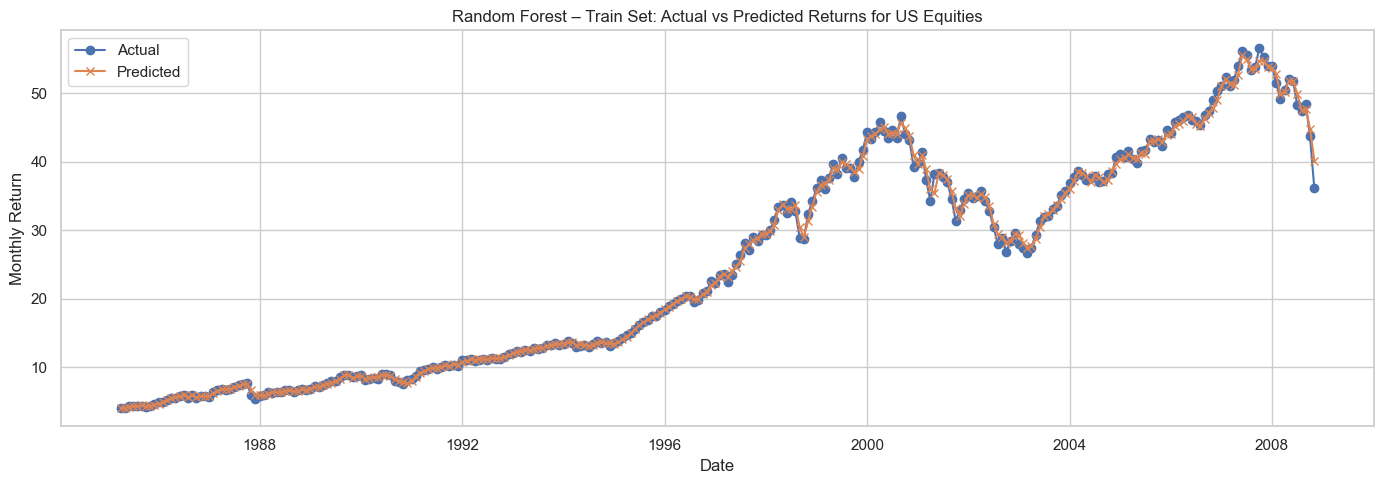 Random Forest – Train Set: Actual vs Predicted Returns for US Equities
Actual
Predicted
Monthly Return
50
40
30
20
10
1988
1992
1996
2000
2004
2008
Date